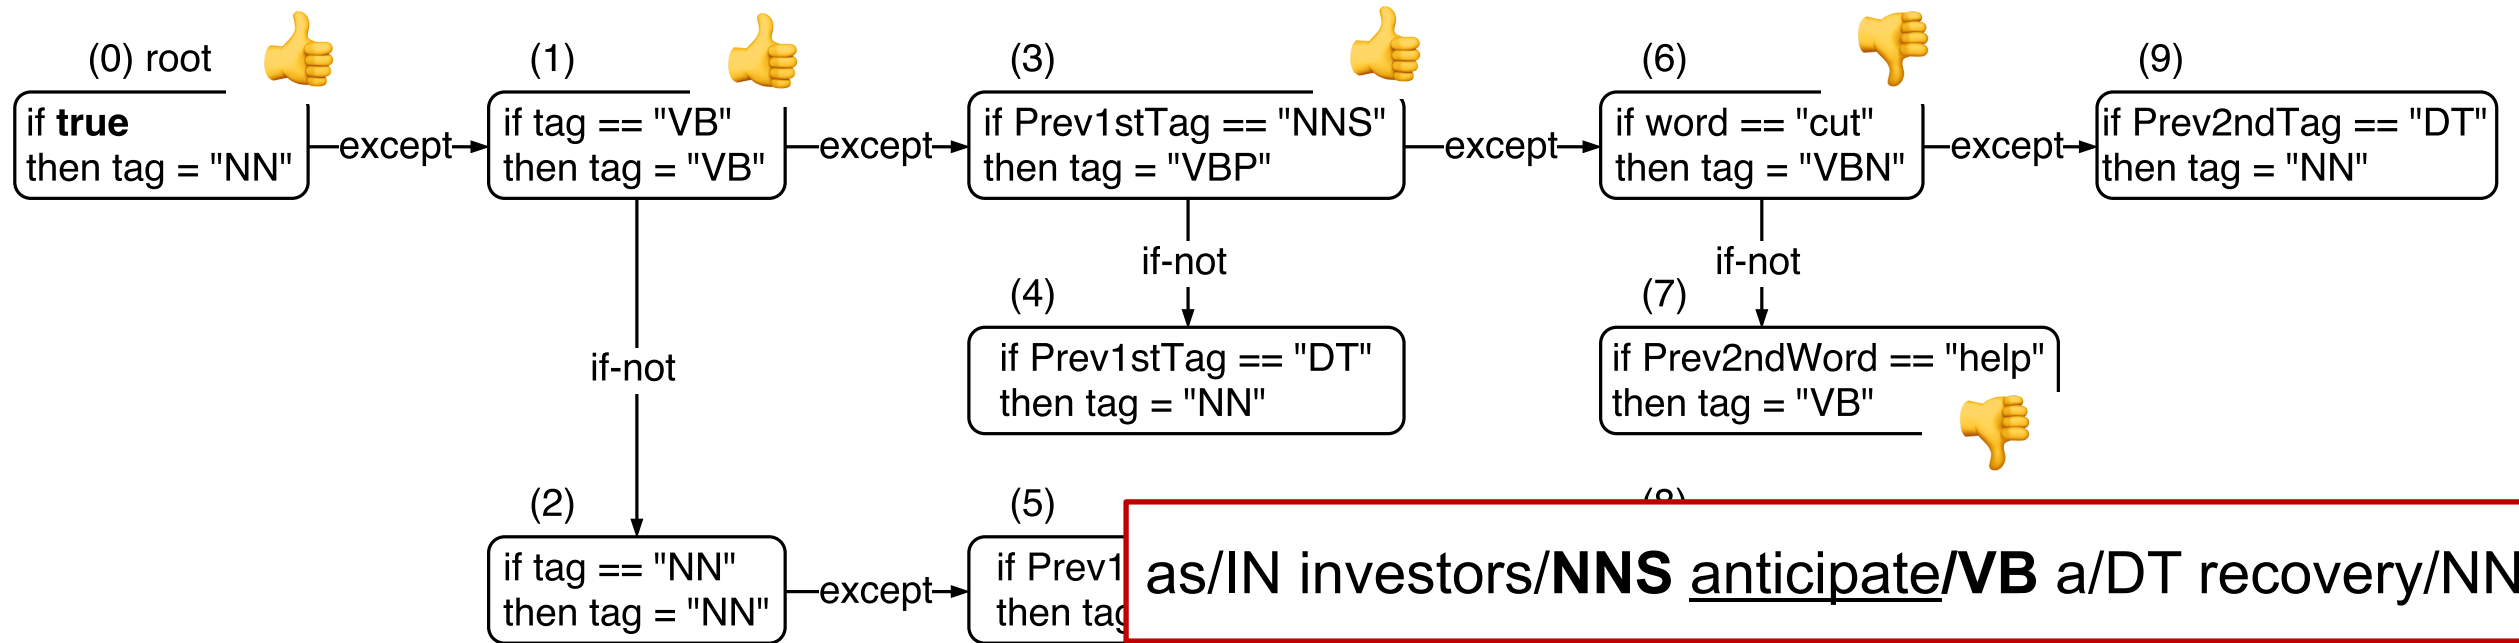 (0) root
if true
then tag = "NN"
except
(1)
if tag == "VB"
then tag = "VB"
except
(3)
if Prev1stTag == "NNS"
then tag = "VBP"
except
(6)
if word == "cut"
then tag = "VBN"
except
(9)
if Prev2ndTag == "DT"
then tag = "NN"
if-not
if-not
if-not
(4)
if Prev1stTag == "DT"
then tag = "NN"
(7)
if Prev2ndWord == "help"
then tag = "VB"
(2)
if tag == "NN"
then tag = "NN"
except
(5)
if Prev1
then tag
as/IN investors/NNS anticipate/VB a/DT recovery/NN